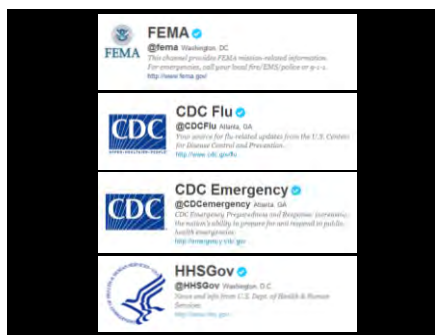 FEMA
@fema Washington, DC
FEMA
This channel provides FEMA mission-related information.
For emergencies, call your local fire/EMS/police or 9-1-1.
http://www.fema.gov/
CDC Flu
@CDCFlu Atlanta, GA
CDC
Your source for flu related updates from the U.S. Centers
for Disease Control and Prevention.
http://www.cdc.gov/flu
CDC Emergency
@CDCemergency Atlanta, GA
CDC
CDC Emergency Preparedness and Response: increasing
the nation's ability to prepare for and respond to public
health emergencies.
http://emergency.cdc.gov
HHSGov
@HHSGov Washington, D.C.
News and info from U.S. Dept. of Health & Human
Services
http://www.hhs.gov